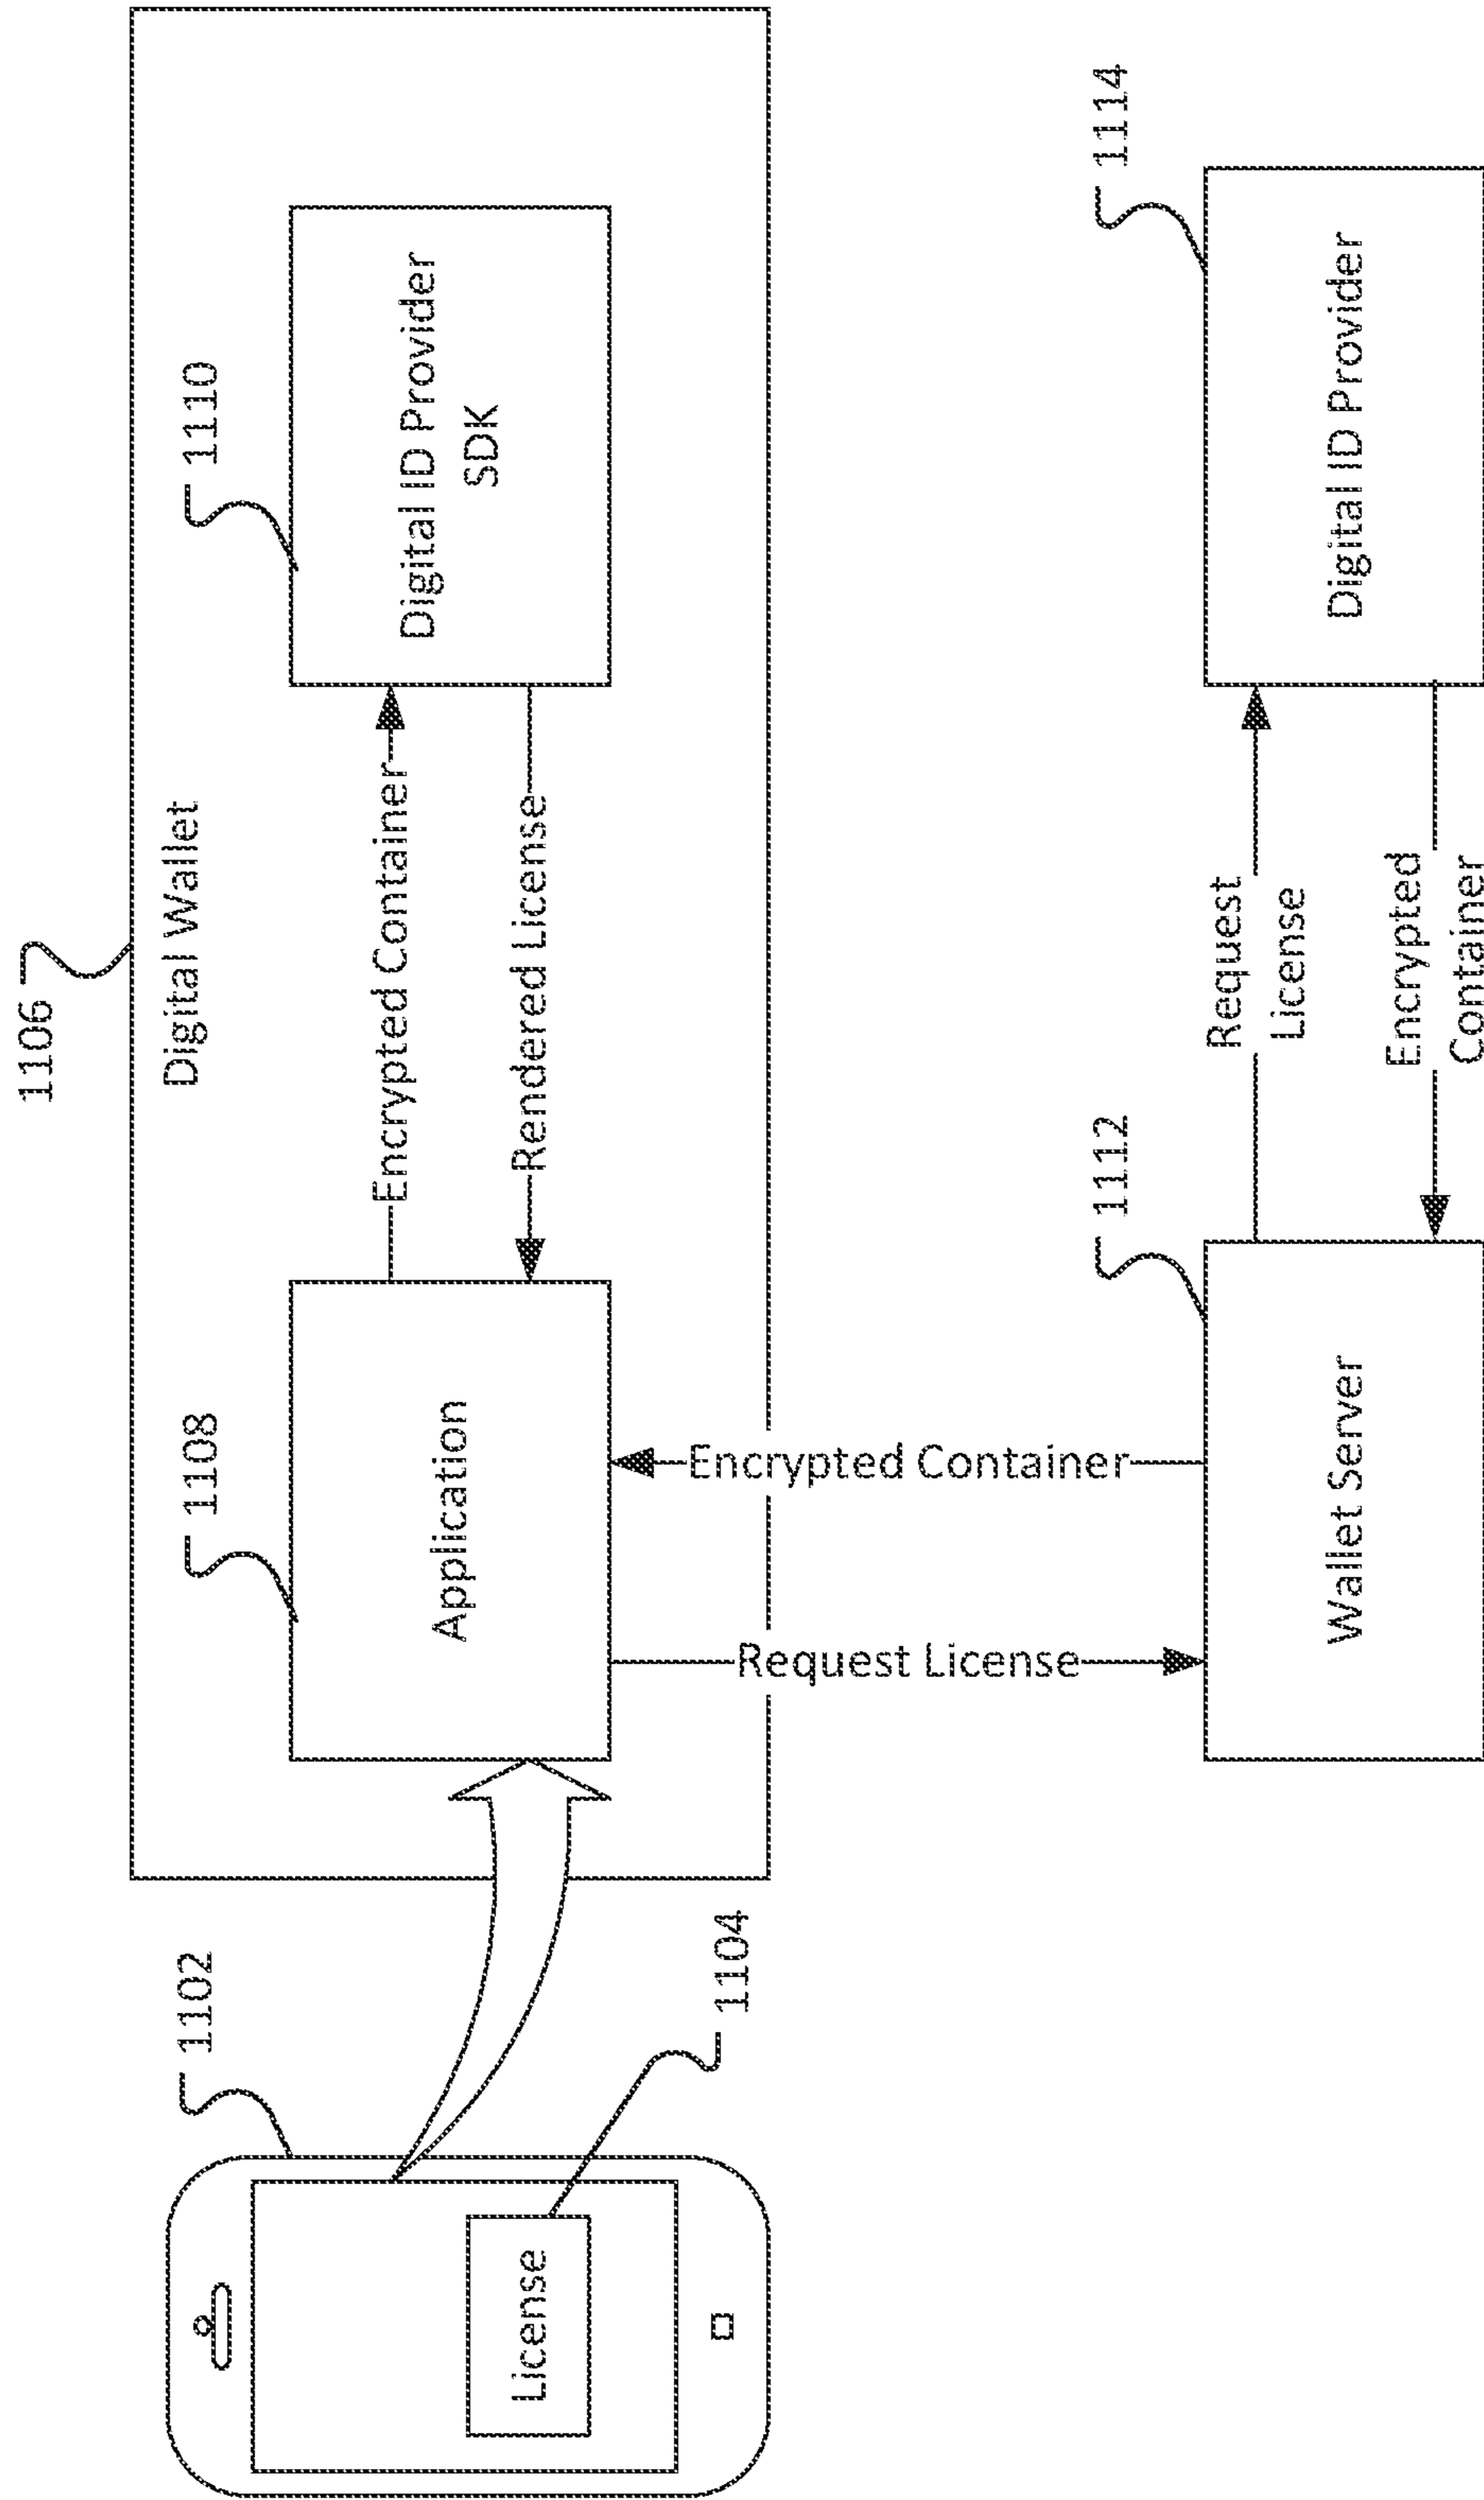 1106
Digital Wallet
1102
1108
1110
License
1104
Application
Encrypted Container
Rendered License
Digital ID Provider
SDK
Request License
Encrypted Container
1112
1114
Wallet Server
Request
License
Encrypted
Container
Digital ID Provider